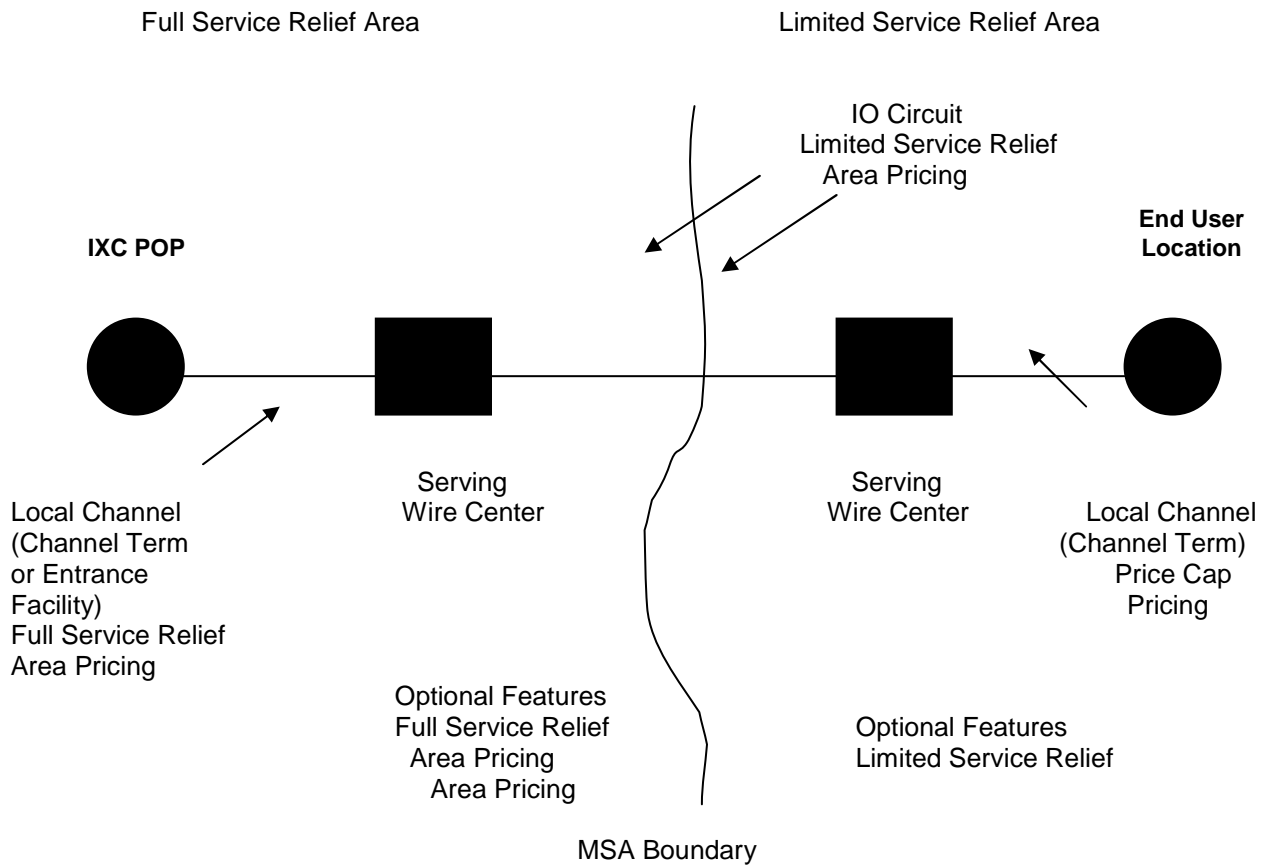 Full Service Relief Area
Limited Service Relief Area
IO Circuit
Limited Service Relief
Area Pricing
IXC POP
End User
Location
Serving
Wire Center
Serving
Wire Center
Local Channel
(Channel Term
or Entrance
Facility)
Full Service Relief
Area Pricing
Local Channel
(Channel Term)
Price Cap
Pricing
Optional Features
Full Service Relief
Area Pricing
Area Pricing
Optional Features
Limited Service Relief
MSA Boundary